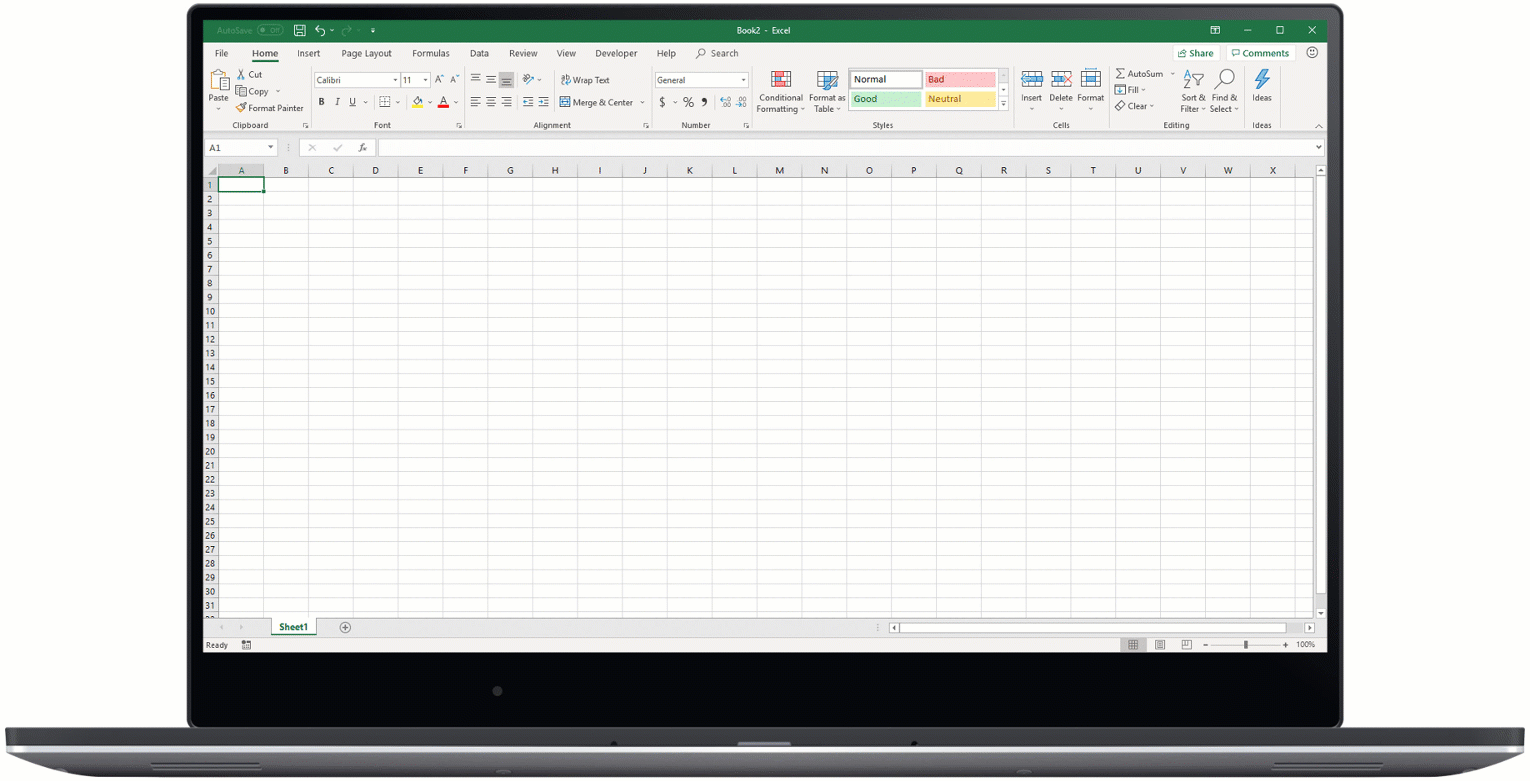 AutoSave Off Book2 - Excel
File Home Insert Page Layout Formulas Data Review View Developer Help Search Share Comments
Paste
Cut
Copy
Format Painter
Clipboard
Calibri 11
B I U A
Font
Wrap Text
Merge & Center
Alignment
General
$ %
Number
Conditional Formatting
Format as Table
Normal Bad
Good Neutral
Styles
Insert Delete Format
Cells
AutoSum
Fill
Clear
Sort & Filter
Find & Select
Editing
Ideas
Ideas
A1 fx
A B C D E F G H I J K L M N O P Q R S T U V W X
1
2
3
4
5
6
7
8
9
10
11
12
13
14
15
16
17
18
19
20
21
22
23
24
25
26
27
28
29
30
31
Sheet1
Ready 100%